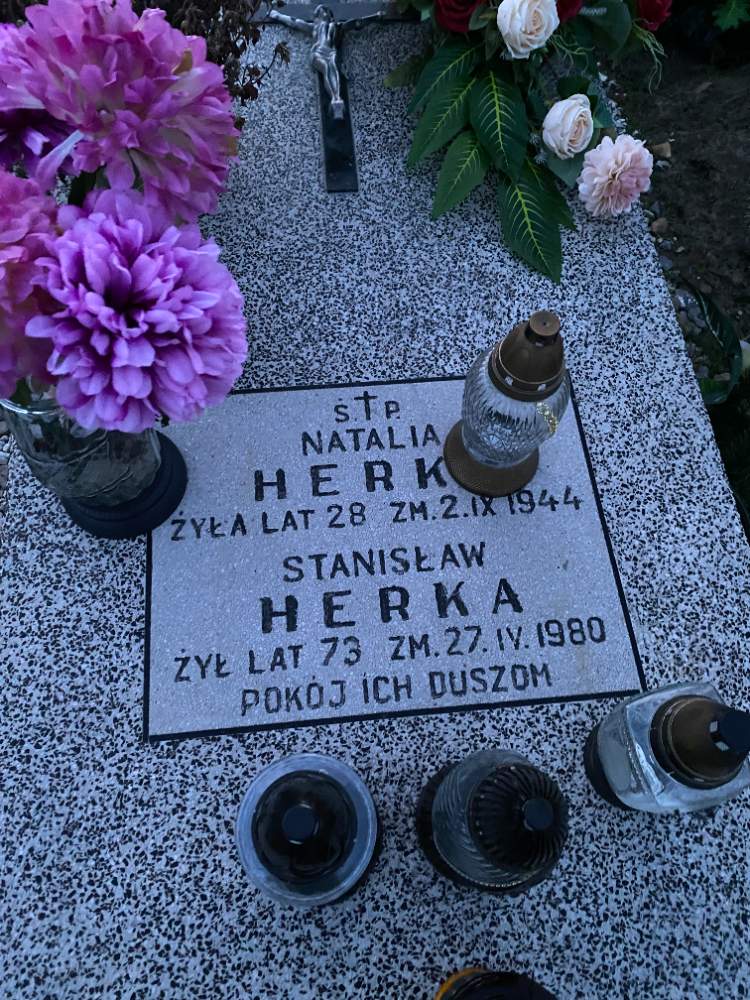 Ś†P.
NATALIA
HERK
ŻYŁA LAT 28 ZM. 2.IX 1944
STANISŁAW
HERKA
ŻYŁ LAT 73 ZM. 27. IV. 1980
POKÓJ ICH DUSZOM